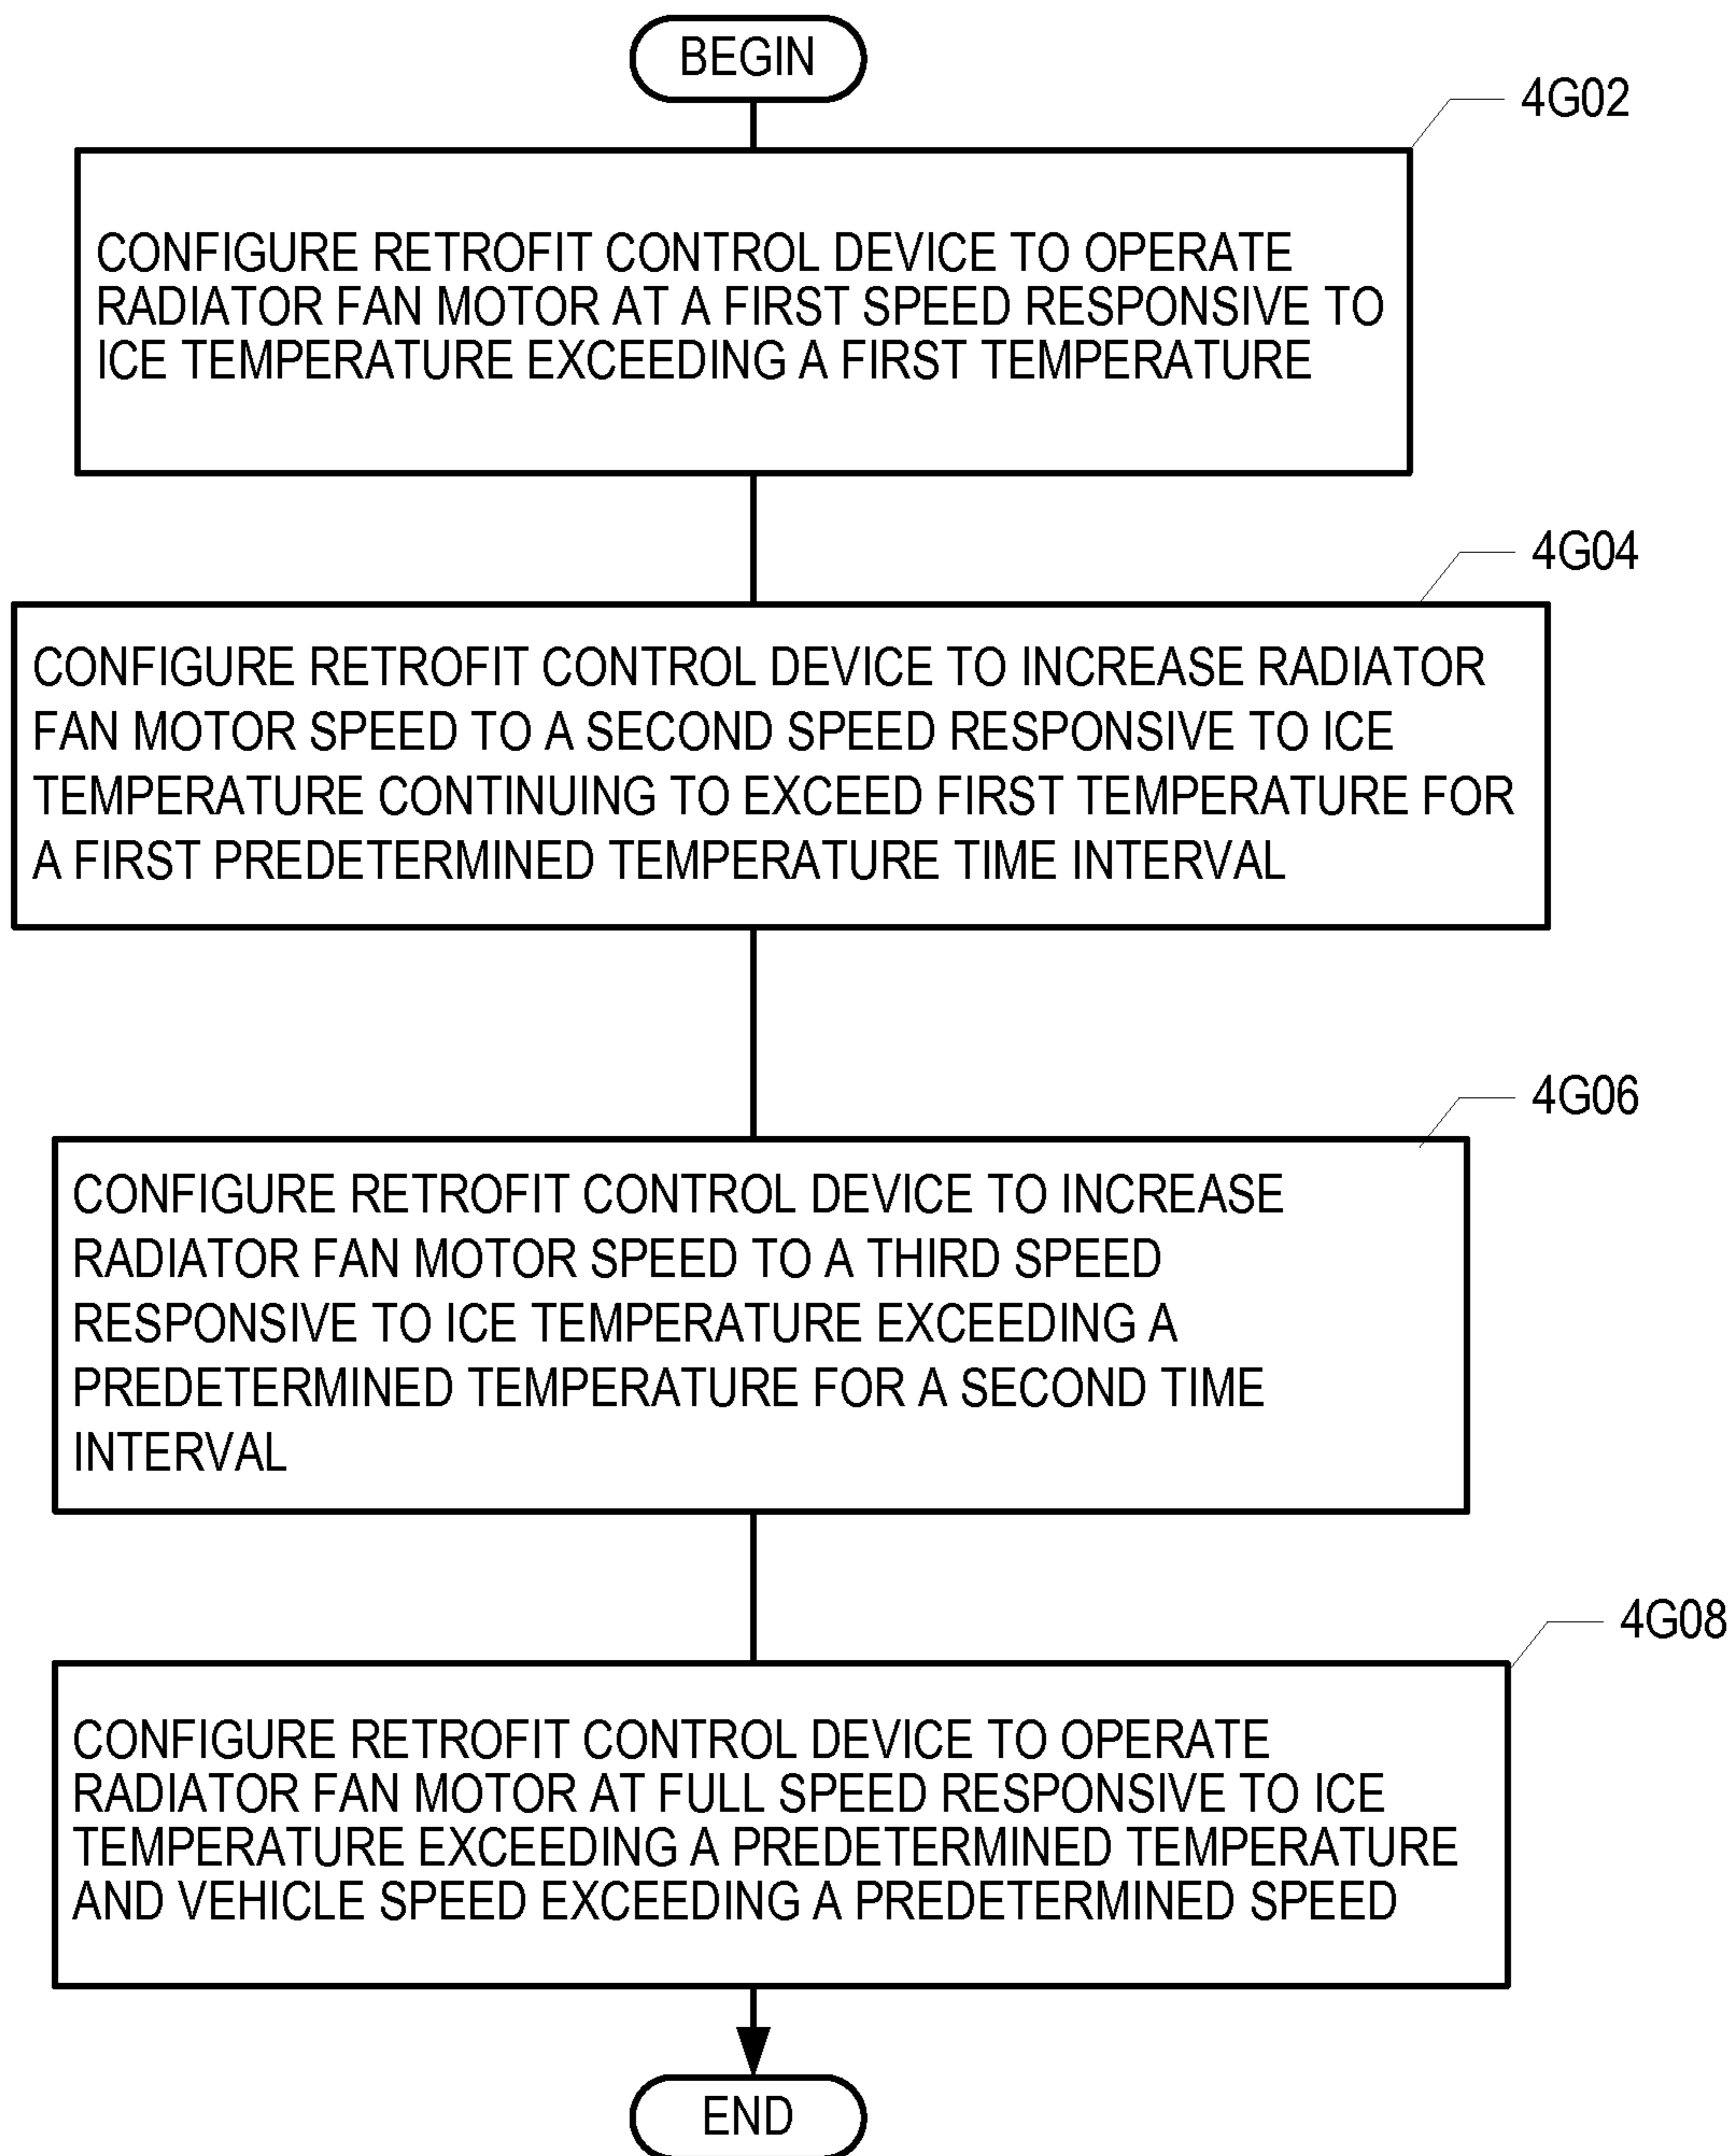 BEGIN
4G02
CONFIGURE RETROFIT CONTROL DEVICE TO OPERATE
RADIATOR FAN MOTOR AT A FIRST SPEED RESPONSIVE TO
ICE TEMPERATURE EXCEEDING A FIRST TEMPERATURE
4G04
CONFIGURE RETROFIT CONTROL DEVICE TO INCREASE RADIATOR
FAN MOTOR SPEED TO A SECOND SPEED RESPONSIVE TO ICE
TEMPERATURE CONTINUING TO EXCEED FIRST TEMPERATURE FOR
A FIRST PREDETERMINED TEMPERATURE TIME INTERVAL
4G06
CONFIGURE RETROFIT CONTROL DEVICE TO INCREASE
RADIATOR FAN MOTOR SPEED TO A THIRD SPEED
RESPONSIVE TO ICE TEMPERATURE EXCEEDING A
PREDETERMINED TEMPERATURE FOR A SECOND TIME
INTERVAL
4G08
CONFIGURE RETROFIT CONTROL DEVICE TO OPERATE
RADIATOR FAN MOTOR AT FULL SPEED RESPONSIVE TO ICE
TEMPERATURE EXCEEDING A PREDETERMINED TEMPERATURE
AND VEHICLE SPEED EXCEEDING A PREDETERMINED SPEED
END